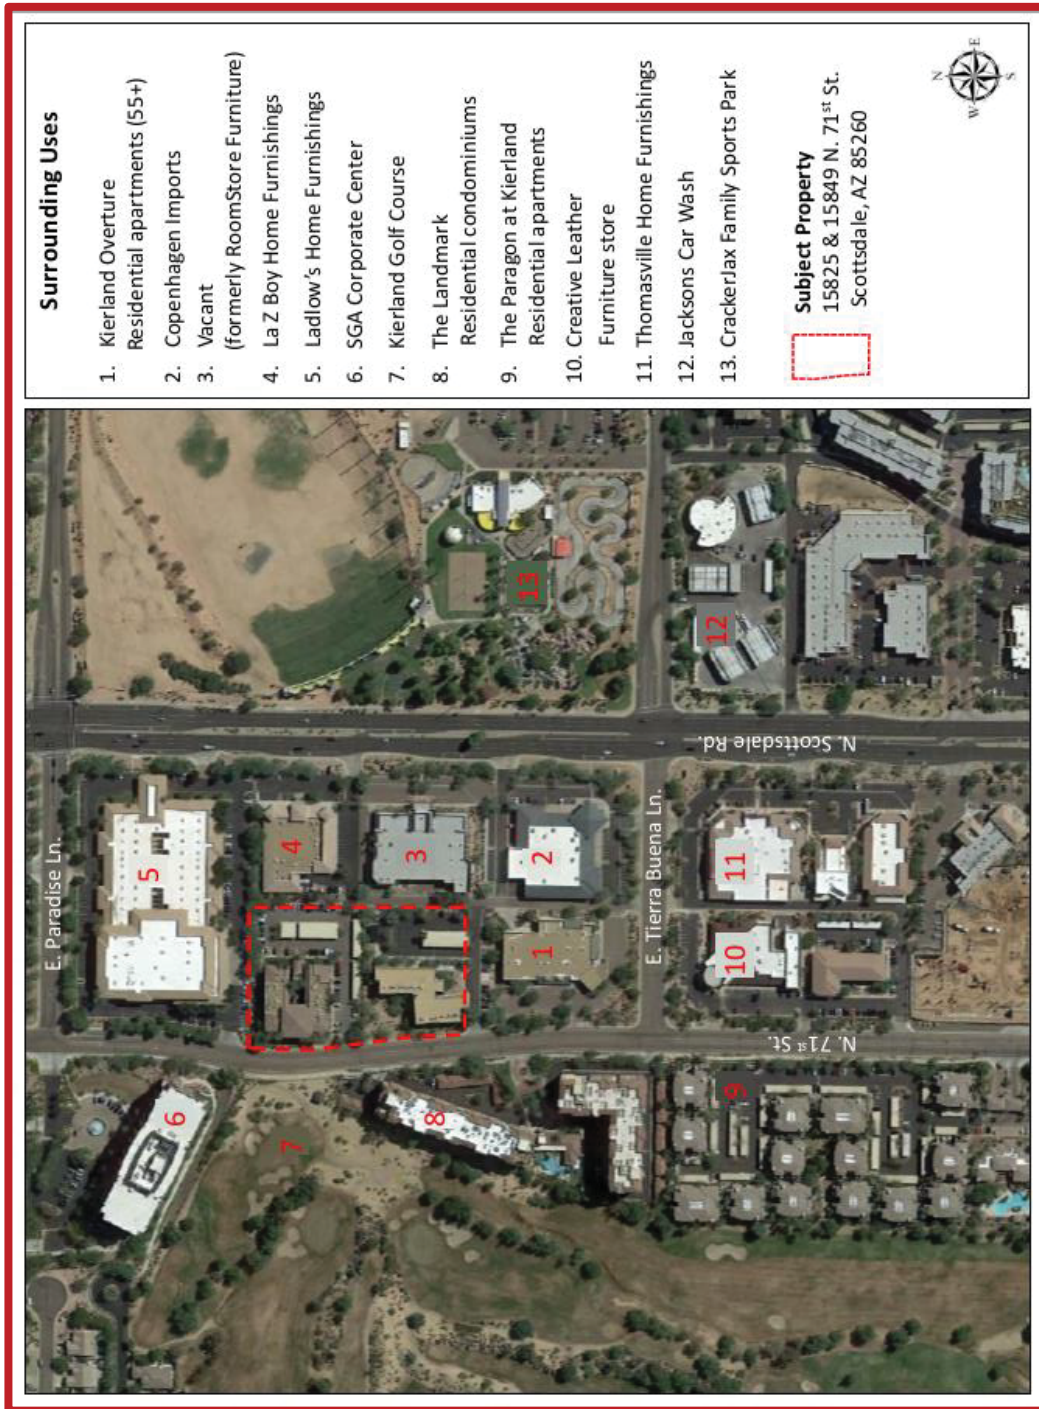 Surrounding Uses
1. Kierland Overture
Residential apartments (55+)
2. Copenhagen Imports
3. Vacant
(formerly RoomStore Furniture)
4. La Z Boy Home Furnishings
5. Ladlow's Home Furnishings
6. SGA Corporate Center
7. Kierland Golf Course
8. The Landmark
Residential condominiums
9. The Paragon at Kierland
Residential apartments
10. Creative Leather
Furniture store
11. Thomasville Home Furnishings
12. Jacksons Car Wash
13. CrackerJax Family Sports Park
Subject Property
15825 & 15849 N. 71st St.
Scottsdale, AZ 85260
N
W E
S
E. Paradise Ln.
E. Tierra Buena Ln.
N. Scottsdale Rd.
N. 71st St.
5
4
3
2
1
11
10
12
13
6
7
8
9